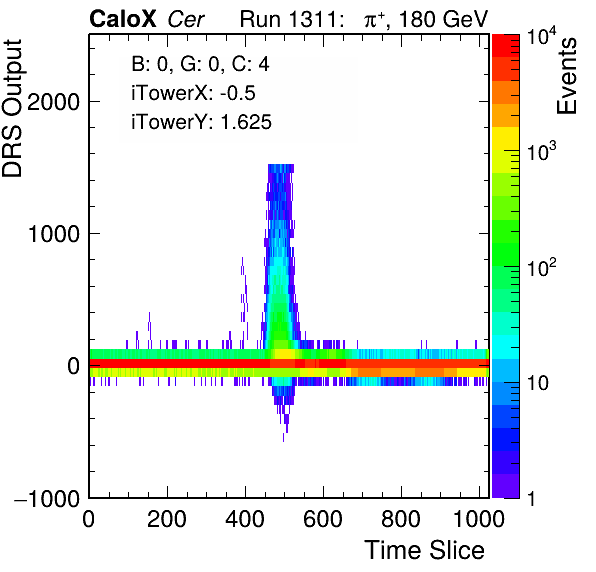 CaloX Cer Run 1311: π⁺, 180 GeV
B: 0, G: 0, C: 4
iTowerX: -0.5
iTowerY: 1.625
DRS Output
2000
1000
0
−1000
0 200 400 600 800 1000
Time Slice
Events
10⁴
10³
10²
10
1